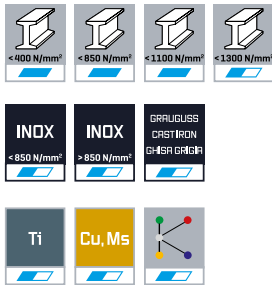 <400 N/mm² <850 N/mm² <1100 N/mm² <1300 N/mm²
INOX INOX GRAUGUSS
CAST IRON
GHISA GRIGIA
<850 N/mm² >850 N/mm²
Ti Cu, Ms